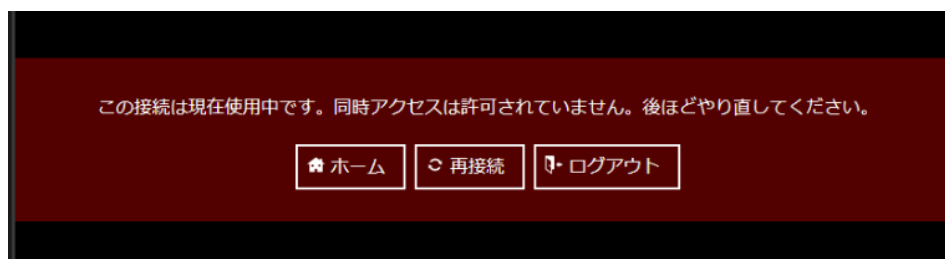 この接続は現在使用中です。同時アクセスは許可されていません。後ほどやり直してください。
ホーム 再接続 ログアウト